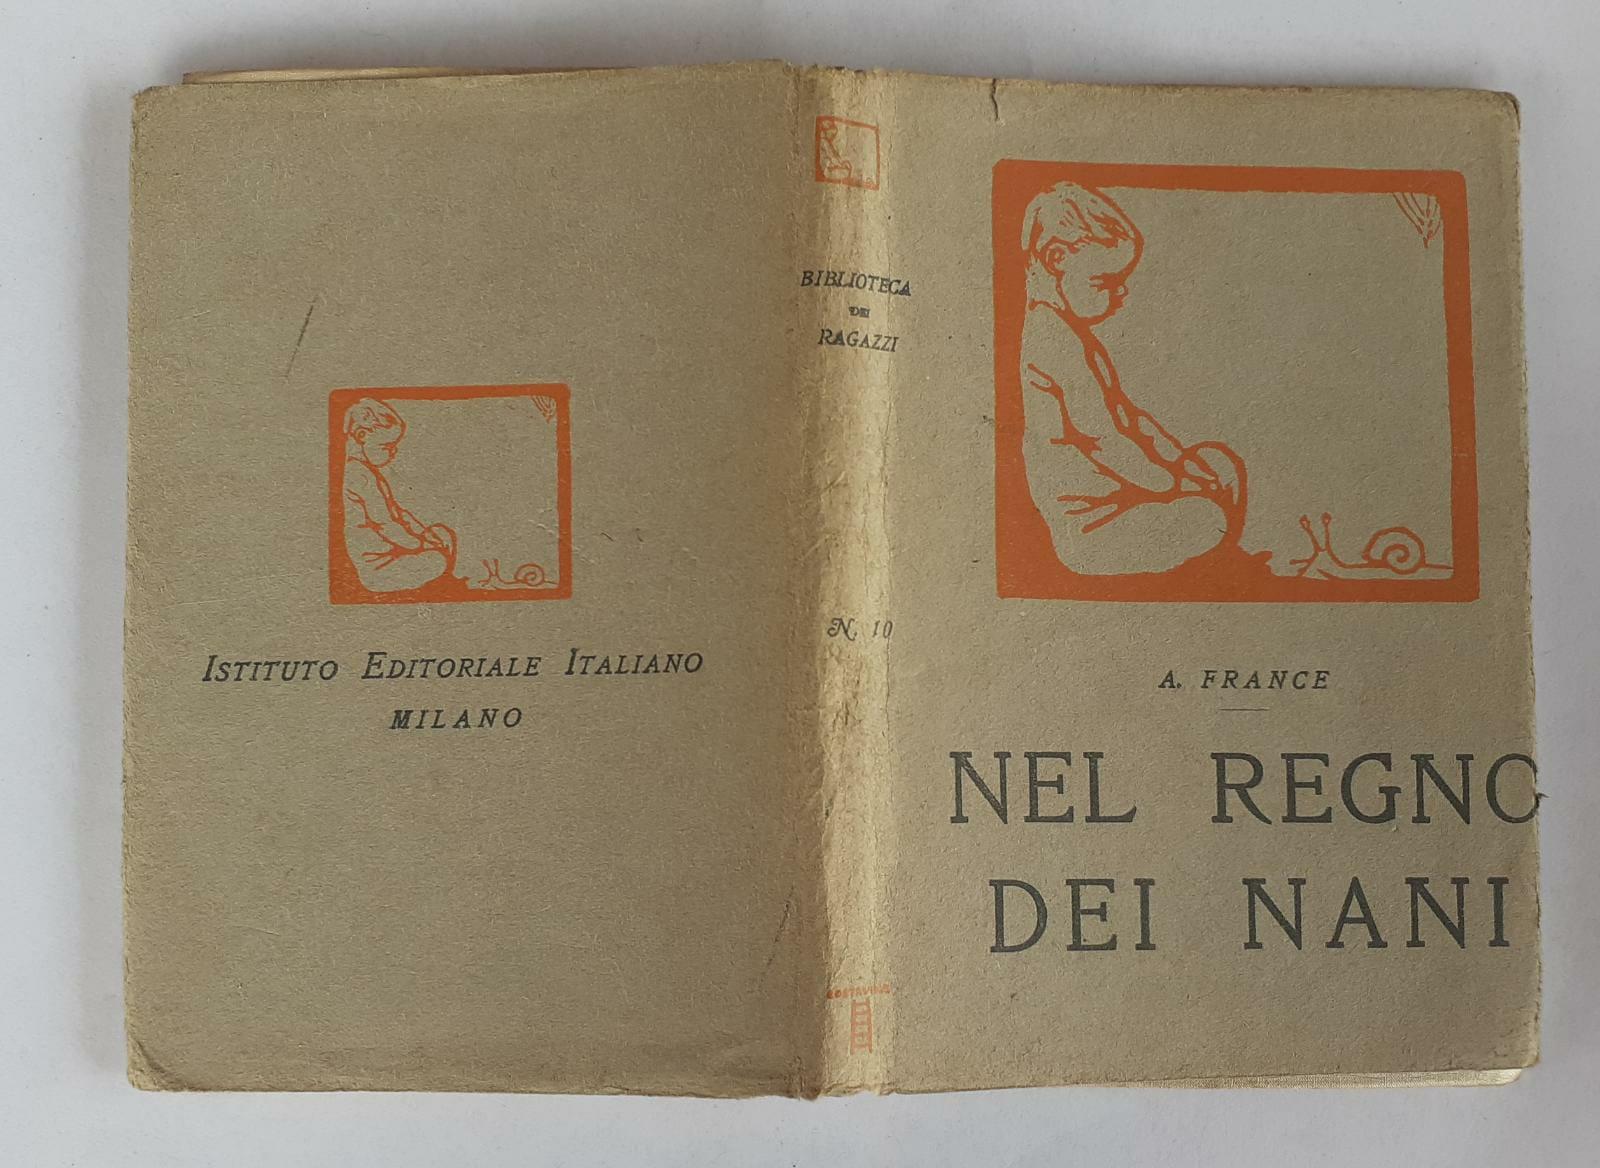 ISTITUTO EDITORIALE ITALIANO
MILANO
BIBLIOTECA
DEI
RAGAZZI
N. 10
A. FRANCE
NEL REGNO
DEI NANI